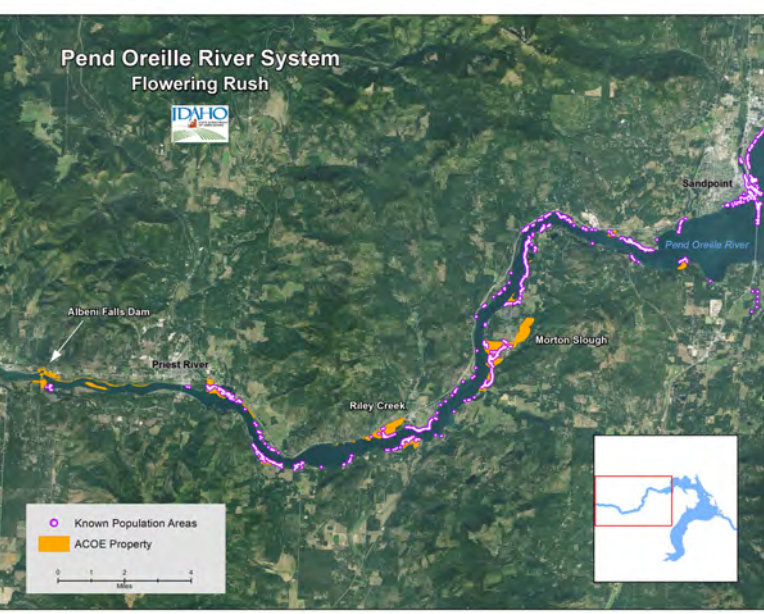 Pend Oreille River System
Flowering Rush
IDAHO
Sandpoint
Pend Oreille River
Albeni Falls Dam
Morton Slough
Priest River
Riley Creek
Known Population Areas
ACOE Property
0 1 2 4
Miles